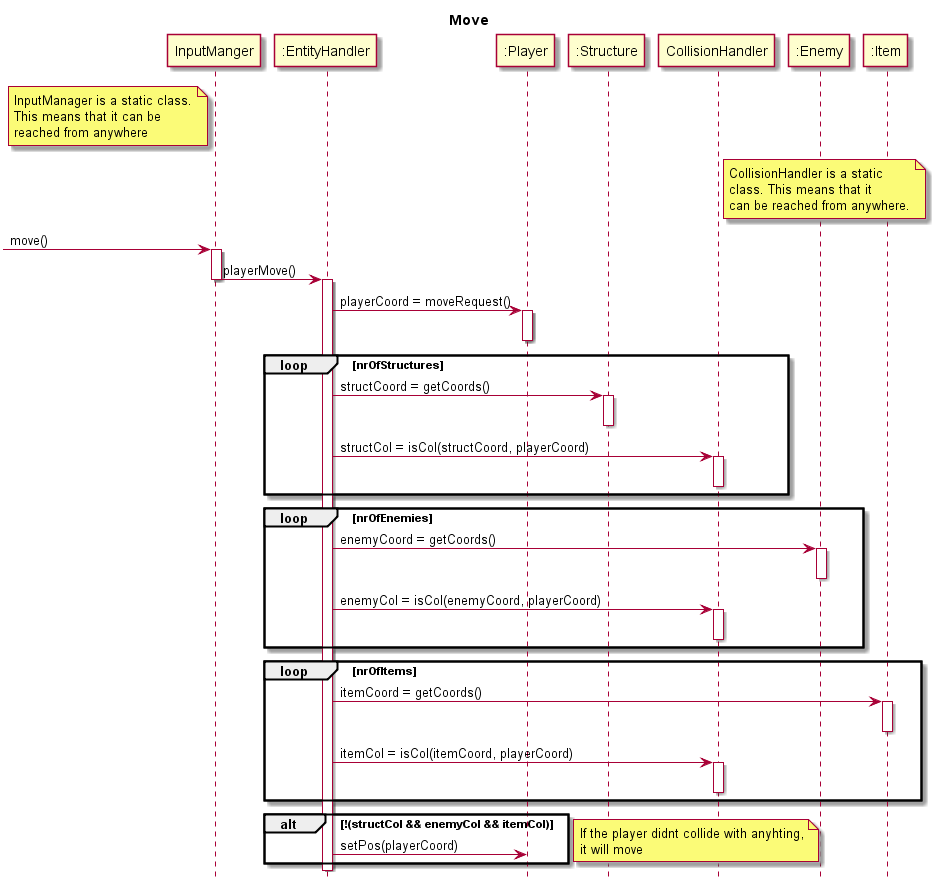 Move
InputManger
:EntityHandler
:Player
:Structure
CollisionHandler
:Enemy
:Item
InputManager is a static class.
This means that it can be
reached from anywhere
CollisionHandler is a static
class. This means that it
can be reached from anywhere.
move()
playerMove()
playerCoord = moveRequest()
loop
[nrOfStructures]
structCoord = getCoords()
structCol = isCol(structCoord, playerCoord)
loop
[nrOfEnemies]
enemyCoord = getCoords()
enemyCol = isCol(enemyCoord, playerCoord)
loop
[nrOfItems]
itemCoord = getCoords()
itemCol = isCol(itemCoord, playerCoord)
alt
[!(structCol && enemyCol && itemCol)]
setPos(playerCoord)
If the player didnt collide with anyhting,
it will move